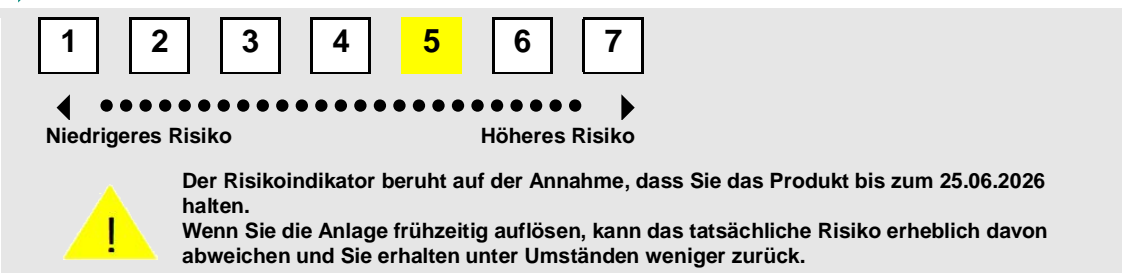 1 2 3 4 5 6 7
Niedrigeres Risiko Höheres Risiko
Der Risikoindikator beruht auf der Annahme, dass Sie das Produkt bis zum 25.06.2026
halten.
Wenn Sie die Anlage frühzeitig auflösen, kann das tatsächliche Risiko erheblich davon
abweichen und Sie erhalten unter Umständen weniger zurück.
!